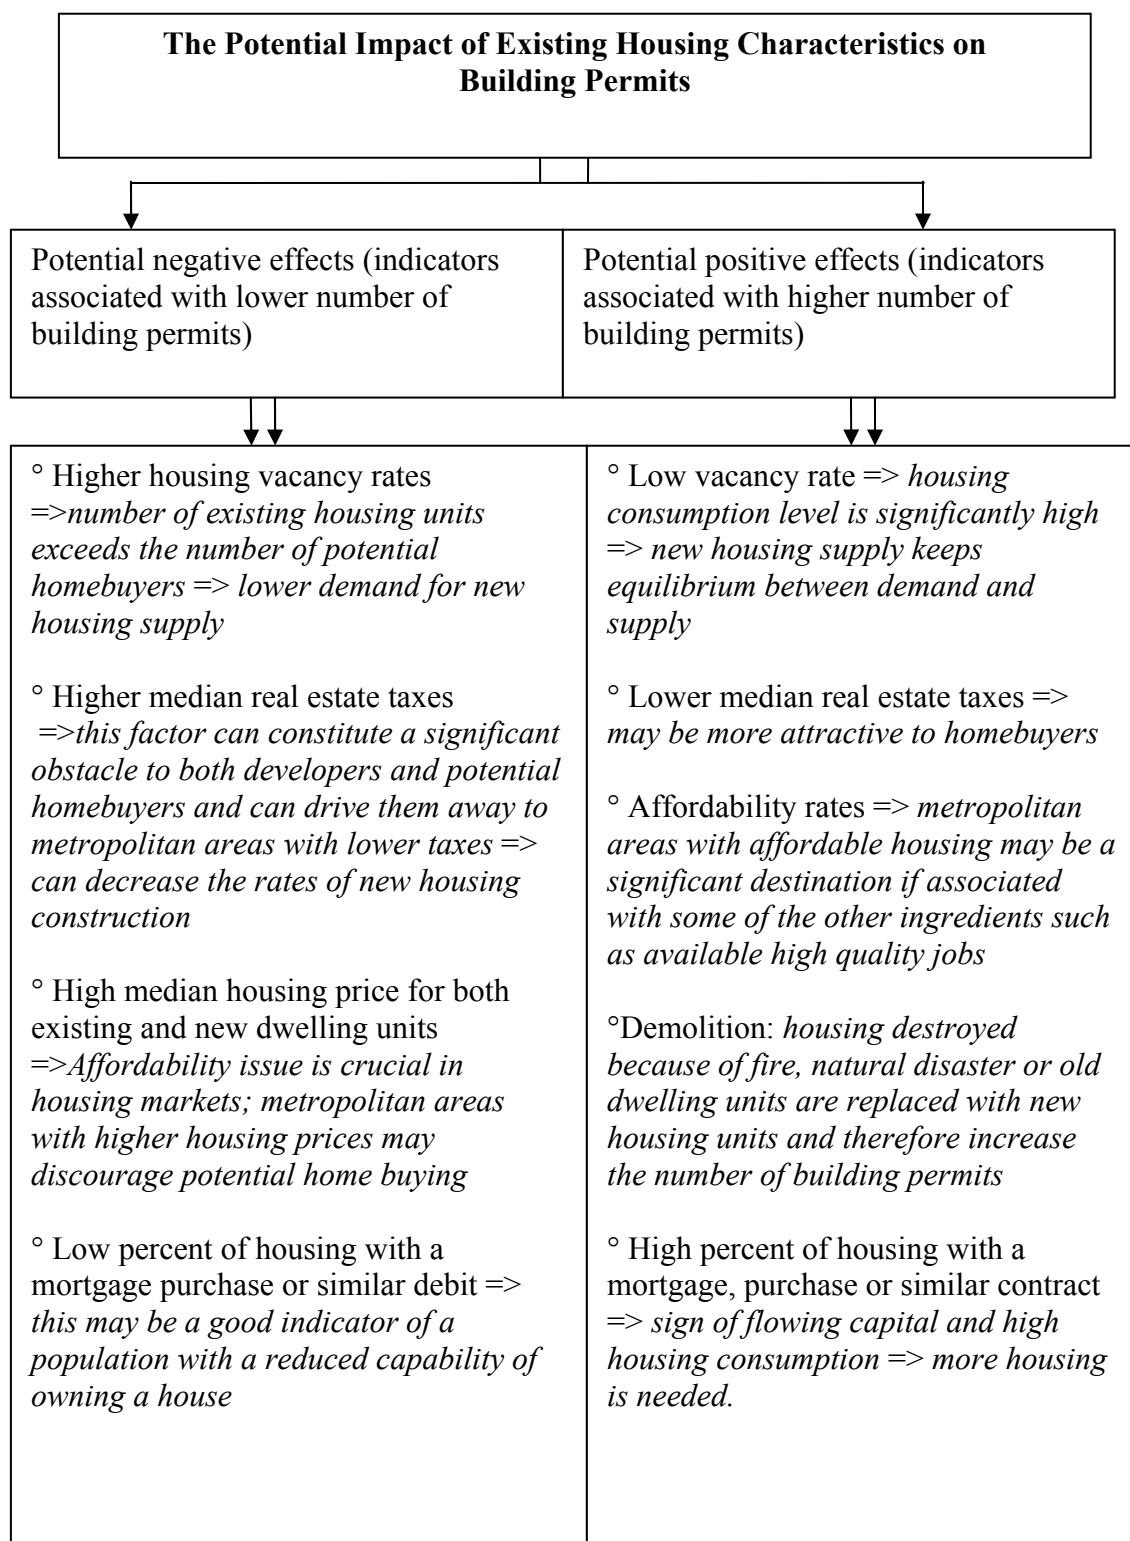 The Potential Impact of Existing Housing Characteristics on
Building Permits
Potential negative effects (indicators
associated with lower number of
building permits)
Potential positive effects (indicators
associated with higher number of
building permits)
° Higher housing vacancy rates
=>number of existing housing units
exceeds the number of potential
homebuyers => lower demand for new
housing supply
° Higher median real estate taxes
=>this factor can constitute a significant
obstacle to both developers and potential
homebuyers and can drive them away to
metropolitan areas with lower taxes =>
can decrease the rates of new housing
construction
° High median housing price for both
existing and new dwelling units
=>Affordability issue is crucial in
housing markets; metropolitan areas
with higher housing prices may
discourage potential home buying
° Low percent of housing with a
mortgage purchase or similar debit =>
this may be a good indicator of a
population with a reduced capability of
owning a house
° Low vacancy rate => housing
consumption level is significantly high
=> new housing supply keeps
equilibrium between demand and
supply
° Lower median real estate taxes =>
may be more attractive to homebuyers
° Affordability rates => metropolitan
areas with affordable housing may be a
significant destination if associated
with some of the other ingredients such
as available high quality jobs
°Demolition: housing destroyed
because of fire, natural disaster or old
dwelling units are replaced with new
housing units and therefore increase
the number of building permits
° High percent of housing with a
mortgage, purchase or similar contract
=> sign of flowing capital and high
housing consumption => more housing
is needed.